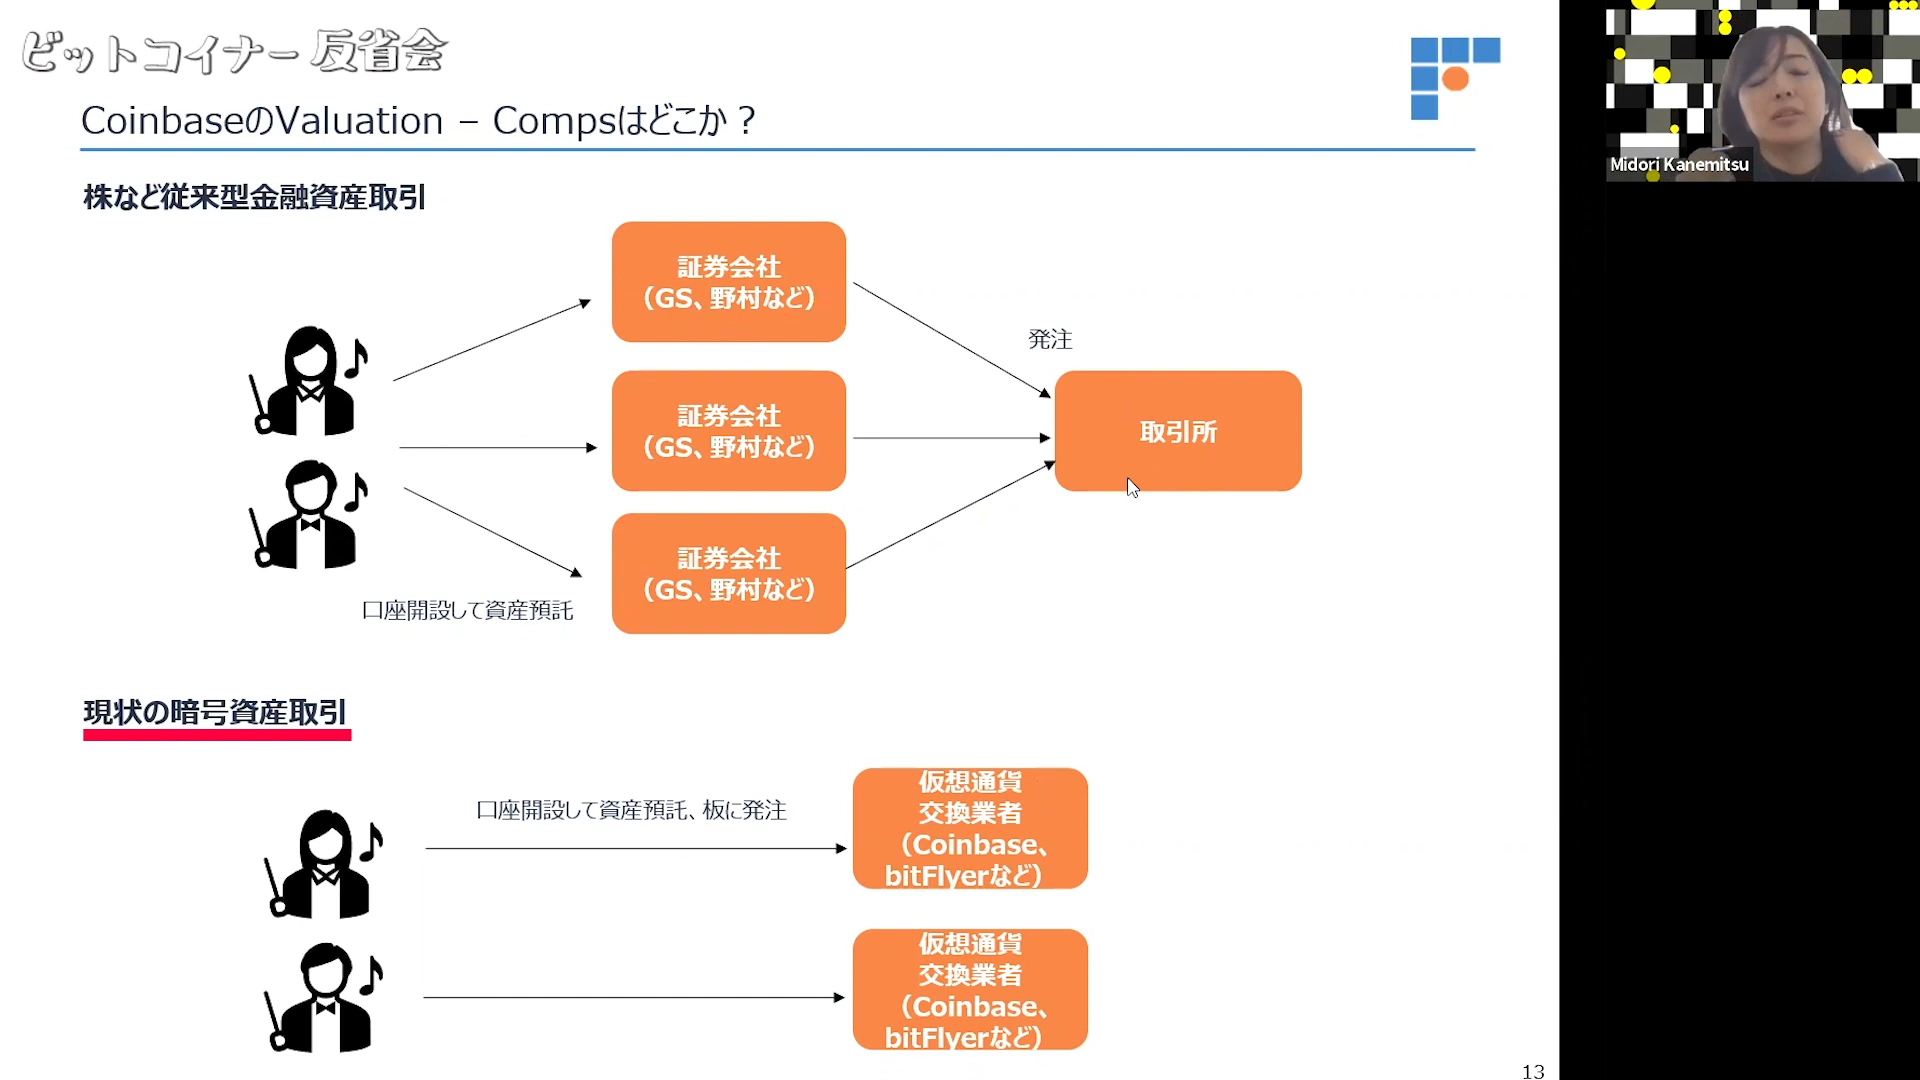 ビットコイナー反省会
CoinbaseのValuation – Compsはどこか？
Midori Kanemitsu
株など従来型金融資産取引
証券会社
（GS、野村など）
発注
証券会社
（GS、野村など）
取引所
証券会社
（GS、野村など）
口座開設して資産預託
現状の暗号資産取引
口座開設して資産預託、板に発注
仮想通貨
交換業者
（Coinbase、
bitFlyerなど）
仮想通貨
交換業者
（Coinbase、
bitFlyerなど）
13